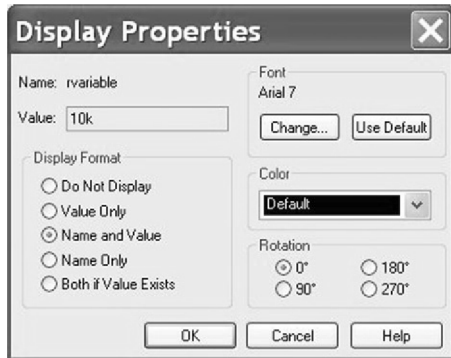 Display Properties
Name: rvariable
Value: 10k
Display Format
Do Not Display
Value Only
Name and Value
Name Only
Both if Value Exists
Font
Arial 7
Change... Use Default
Color
Default
Rotation
0° 180°
90° 270°
OK Cancel Help